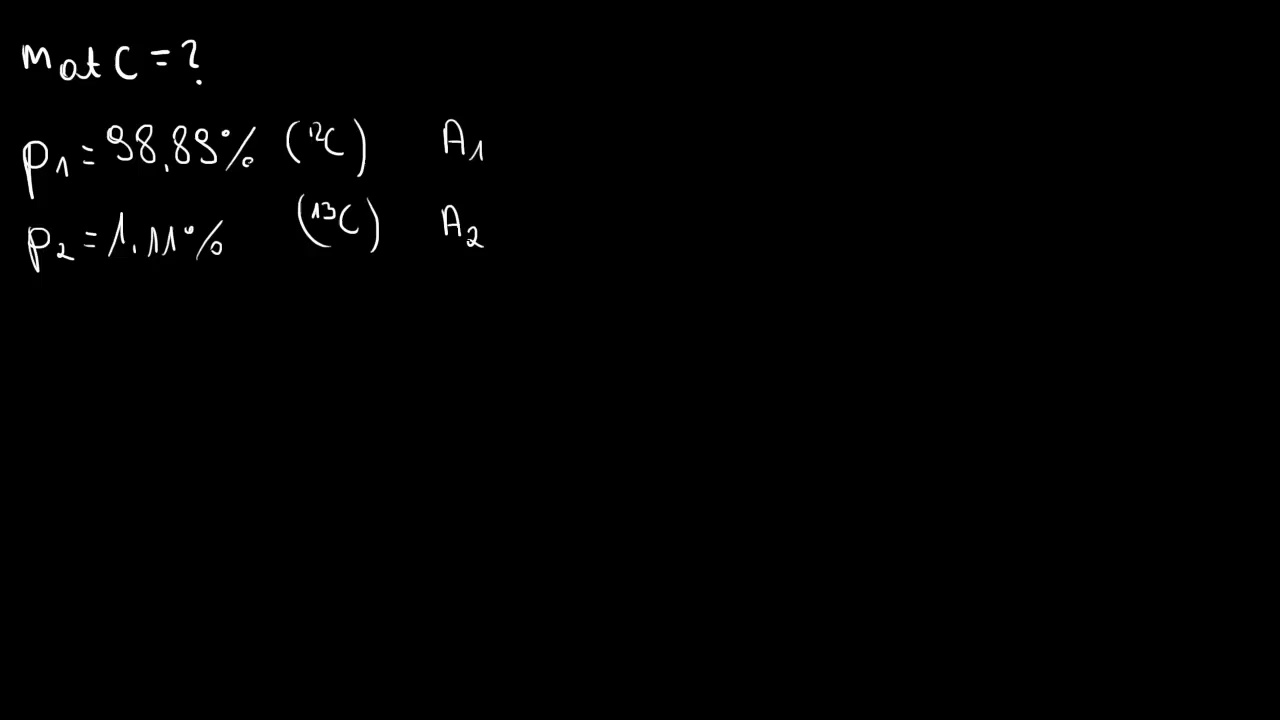 m at C = ?
p₁ = 98.89% (¹²C) A₁
p₂ = 1.11% (¹³C) A₂